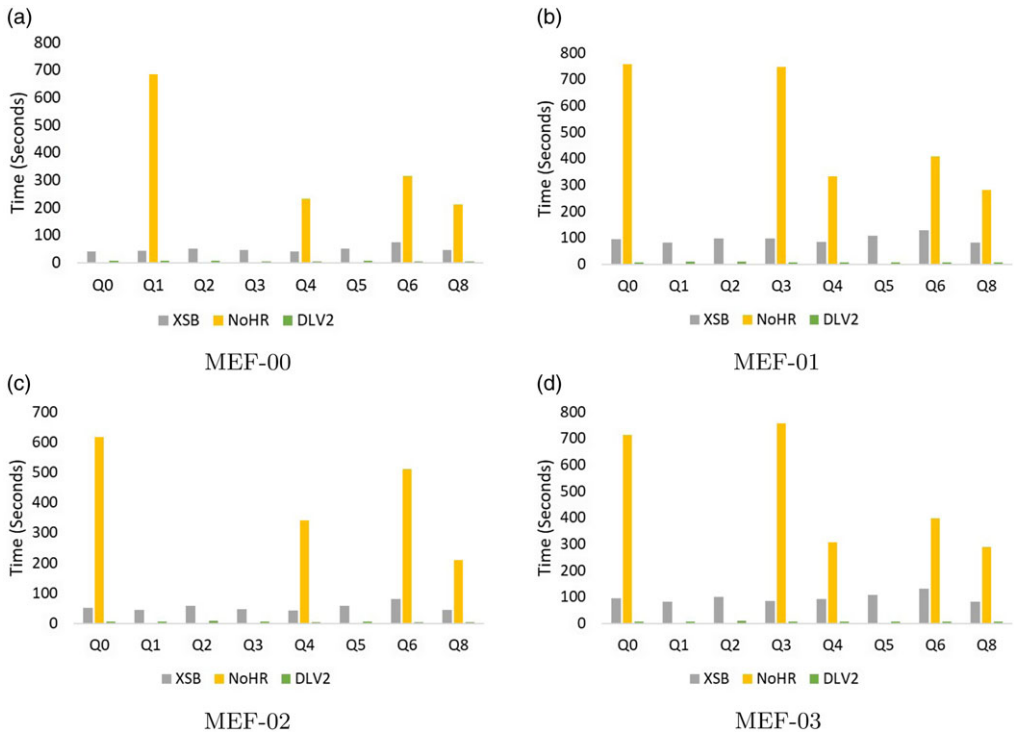 (a)
800
700
600
500
400
300
200
100
0
Time (Seconds)
Q0 Q1 Q2 Q3 Q4 Q5 Q6 Q8
XSB NoHR DLV2
MEF-00
(b)
800
700
600
500
400
300
200
100
0
Time (Seconds)
Q0 Q1 Q2 Q3 Q4 Q5 Q6 Q8
XSB NoHR DLV2
MEF-01
(c)
700
600
500
400
300
200
100
0
Time (Seconds)
Q0 Q1 Q2 Q3 Q4 Q5 Q6 Q8
XSB NoHR DLV2
MEF-02
(d)
800
700
600
500
400
300
200
100
0
Time (Seconds)
Q0 Q1 Q2 Q3 Q4 Q5 Q6 Q8
XSB NoHR DLV2
MEF-03